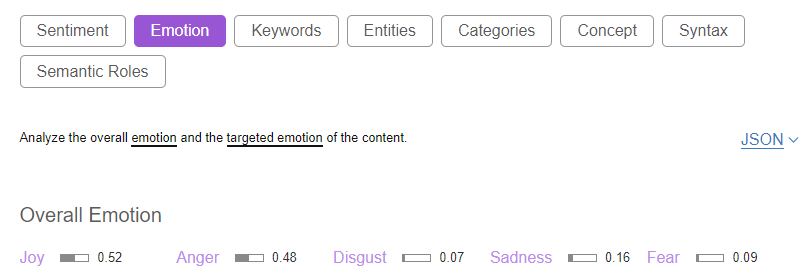 Sentiment Emotion Keywords Entities Categories Concept Syntax
Semantic Roles
Analyze the overall emotion and the targeted emotion of the content.
JSON
Overall Emotion
Joy 0.52 Anger 0.48 Disgust 0.07 Sadness 0.16 Fear 0.09